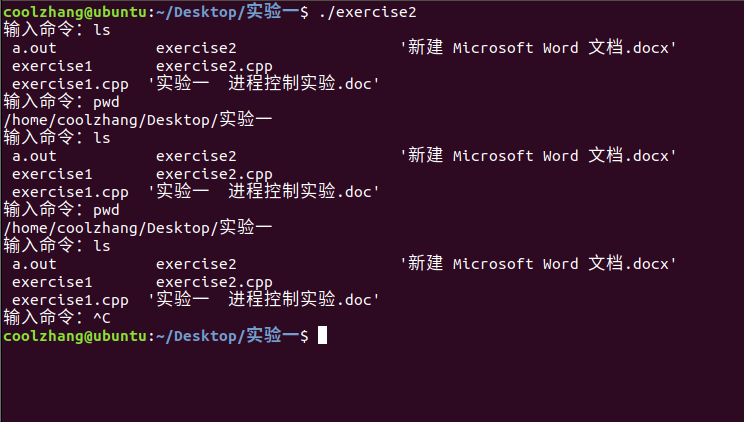 coolzhang@ubuntu:~/Desktop/实验一$ ./exercise2
输入命令：ls
 a.out           exercise2                  '新建 Microsoft Word 文档.docx'
 exercise1       exercise2.cpp
 exercise1.cpp  '实验一  进程控制实验.doc'
输入命令：pwd
/home/coolzhang/Desktop/实验一
输入命令：ls
 a.out           exercise2                  '新建 Microsoft Word 文档.docx'
 exercise1       exercise2.cpp
 exercise1.cpp  '实验一  进程控制实验.doc'
输入命令：pwd
/home/coolzhang/Desktop/实验一
输入命令：ls
 a.out           exercise2                  '新建 Microsoft Word 文档.docx'
 exercise1       exercise2.cpp
 exercise1.cpp  '实验一  进程控制实验.doc'
输入命令：^C
coolzhang@ubuntu:~/Desktop/实验一$